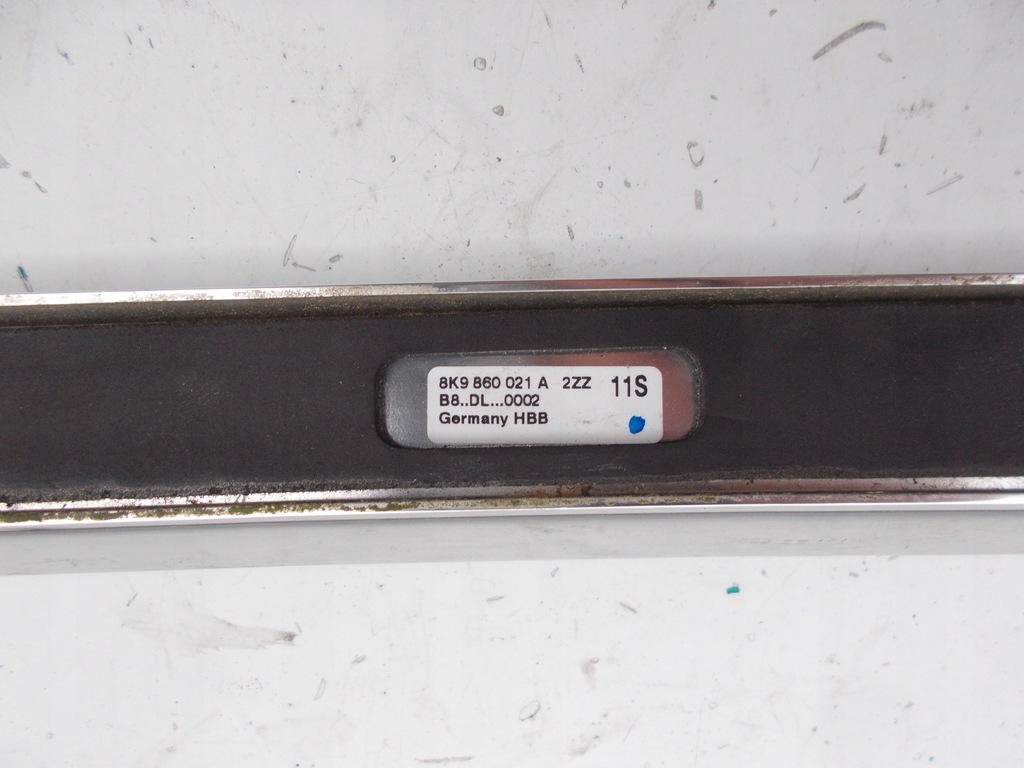 8K9 860 021 A 2ZZ 11S
B8..DL...0002
Germany HBB